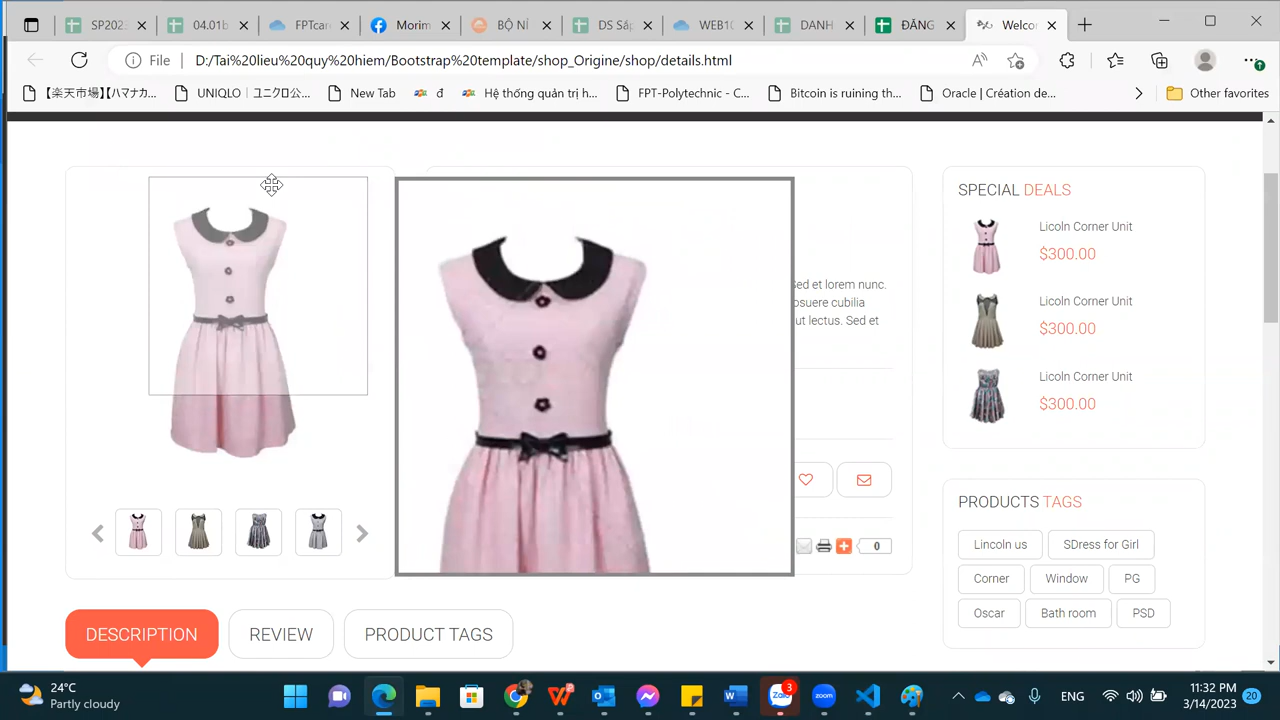 SP202
04.01b
FPTcar
Morim
BỘ NỘ
DS Sắp
WEB1
DANH
ĐĂNG
Welco
File
D:/Tai%20lieu%20quy%20hiem/Bootstrap%20template/shop_Origine/shop/details.html
【楽天市場】【ハマナカ...
UNIQLO｜ユニクロ公...
New Tab
đ
Hệ thống quản trị h...
FPT-Polytechnic - C...
Bitcoin is ruining th...
Oracle | Création de...
Other favorites
Sed et lorem nunc.
osuere cubilia
ut lectus. Sed et
0
SPECIAL DEALS
Licoln Corner Unit
$300.00
Licoln Corner Unit
$300.00
Licoln Corner Unit
$300.00
PRODUCTS TAGS
Lincoln us
SDress for Girl
Corner
Window
PG
Oscar
Bath room
PSD
DESCRIPTION
REVIEW
PRODUCT TAGS
24°C
Partly cloudy
3
ENG
11:32 PM
3/14/2023
20